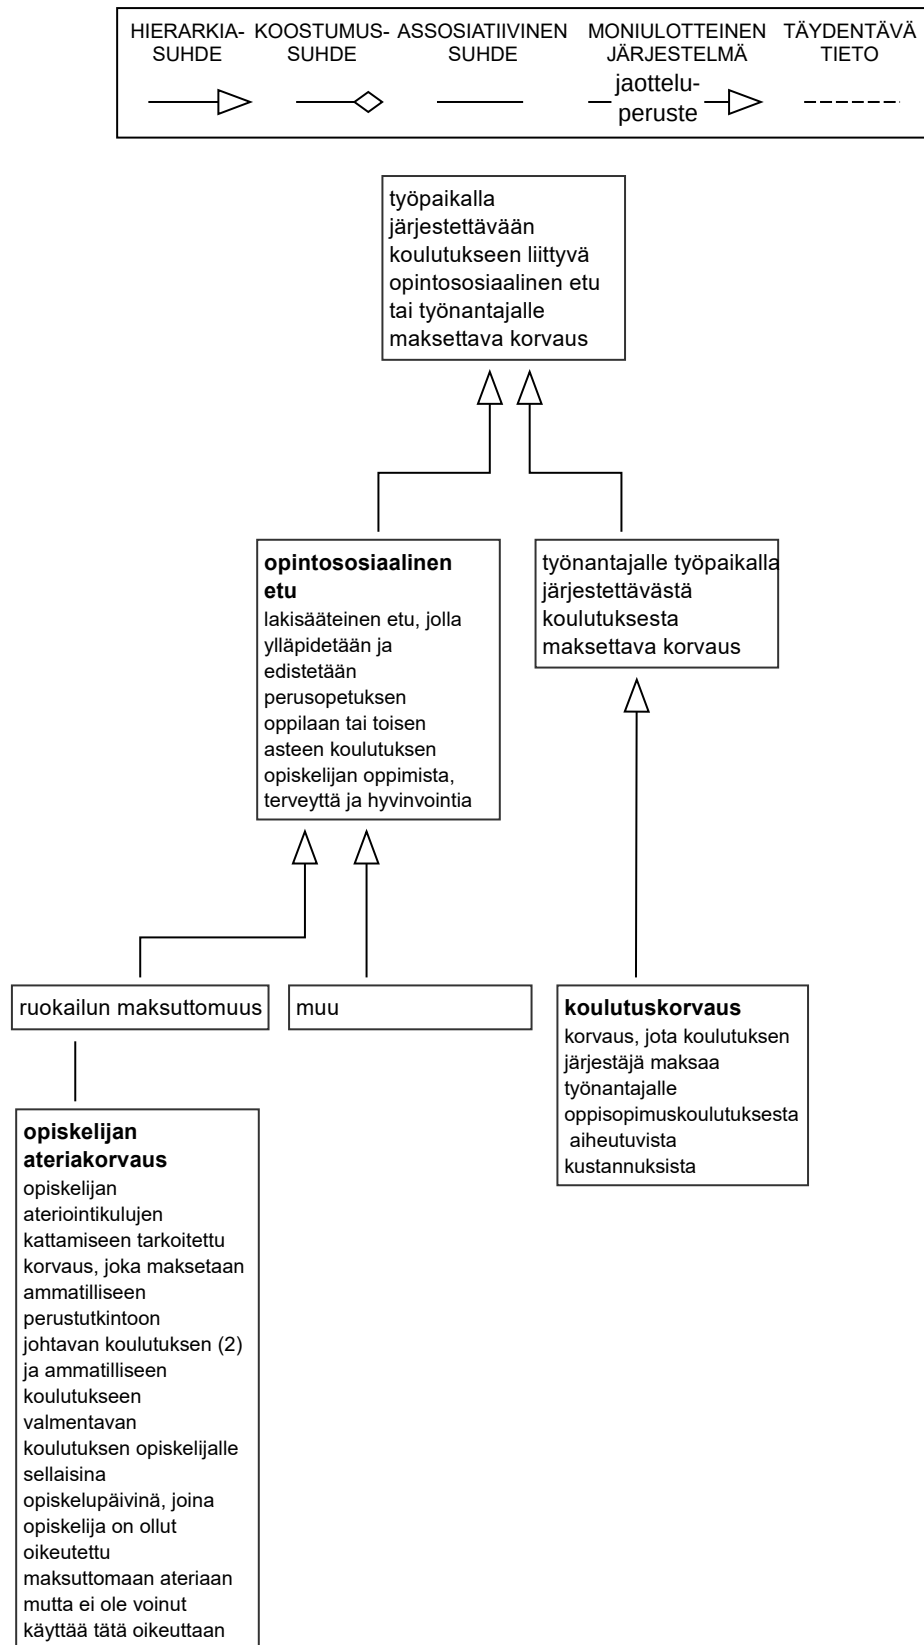 HIERARKIA-
SUHDE
KOOSTUMUS-
SUHDE
ASSOSIATIIVINEN
SUHDE
MONIULOTTEINEN
JÄRJESTELMÄ
jaottelu-
peruste
TÄYDENTÄVÄ
TIETO
työpaikalla
järjestettävään
koulutukseen liittyvä
opintososiaalinen etu
tai työnantajalle
maksettava korvaus
opintososiaalinen
etu
lakisääteinen etu, jolla
ylläpidetään ja
edistetään
perusopetuksen
oppilaan tai toisen
asteen koulutuksen
opiskelijan oppimista,
terveyttä ja hyvinvointia
työnantajalle työpaikalla
järjestettävästä
koulutuksesta
maksettava korvaus
ruokailun maksuttomuus
muu
koulutuskorvaus
korvaus, jota koulutuksen
järjestäjä maksaa
työnantajalle
oppisopimuskoulutuksesta
aiheutuvista
kustannuksista
opiskelijan
ateriakorvaus
opiskelijan
ateriointikulujen
kattamiseen tarkoitettu
korvaus, joka maksetaan
ammatilliseen
perustutkintoon
johtavan koulutuksen (2)
ja ammatilliseen
koulutukseen
valmentavan
koulutuksen opiskelijalle
sellaisina
opiskelupäivinä, joina
opiskelija on ollut
oikeutettu
maksuttomaan ateriaan
mutta ei ole voinut
käyttää tätä oikeuttaan